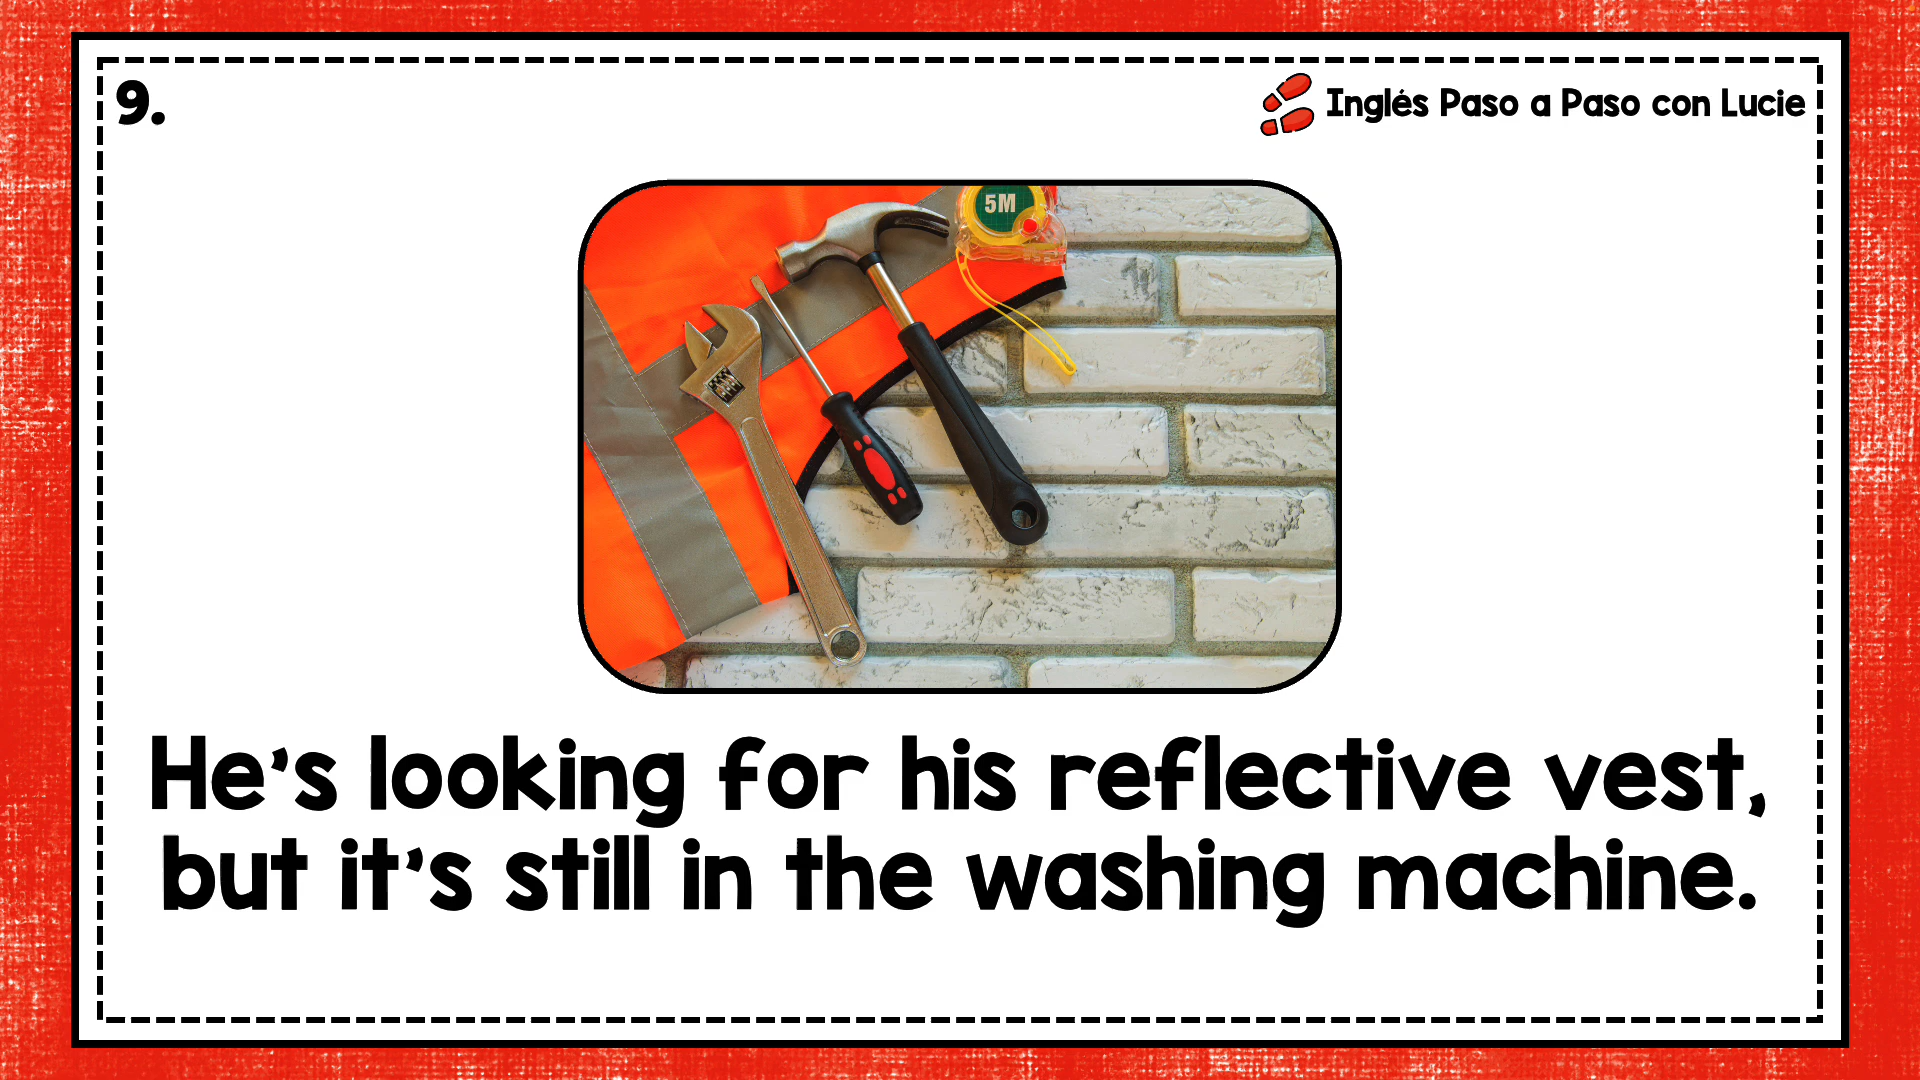 9.
Inglés Paso a Paso con Lucie
5M
He's looking for his reflective vest,
but it's still in the washing machine.